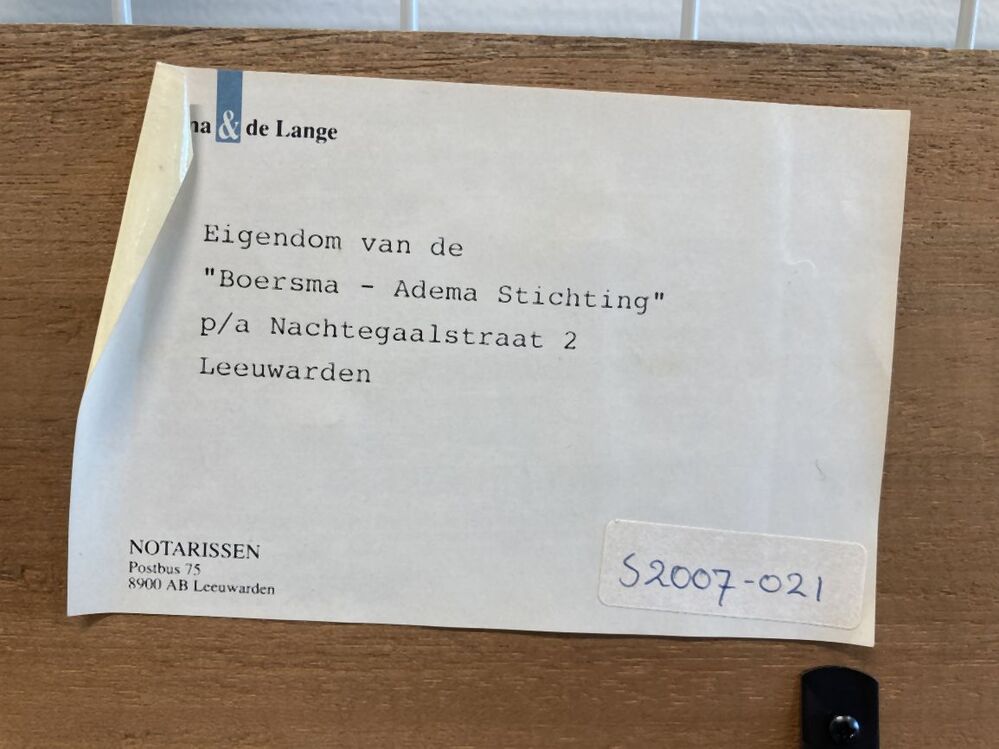 & de Lange
Eigendom van de
"Boersma - Adema Stichting"
p/a Nachtegaalstraat 2
Leeuwarden
NOTARISSEN
Postbus 75
8900 AB Leeuwarden
S2007-021